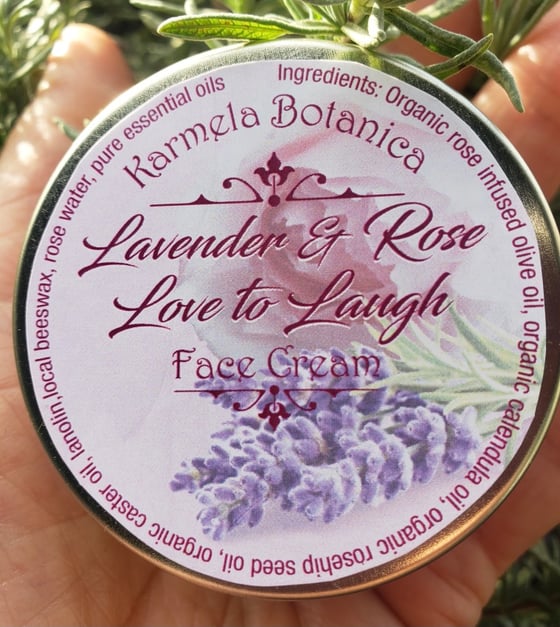 Karmela Botanica
Lavender & Rose
Love to Laugh
Face Cream
Ingredients: Organic rose infused olive oil, organic calendula oil, organic rosehip seed oil, organic caster oil, lanolin,local beeswax, rose water, pure essential oils